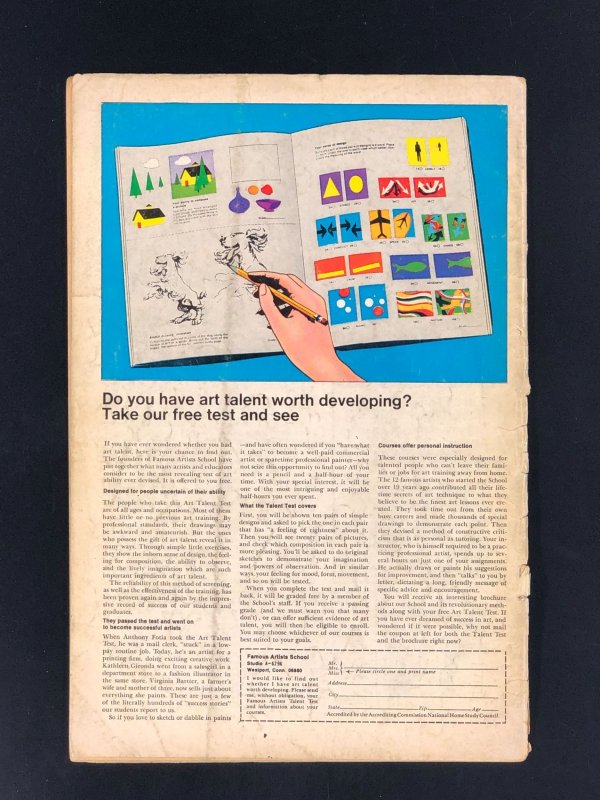 Do you have art talent worth developing?
Take our free test and see
If you have ever wondered whether you had
art talent, here is your chance to find out.
The founders of Famous Artists School have
put together what many artists and educators
consider to be the most revealing test of art
ability ever devised. It is offered to you free.
Designed for people uncertain of their ability
The people who take this Art Talent Test
are of all ages and occupations. Most of them
have little or no previous art training. By
professional standards, their drawings may
be awkward and amateurish. But the ones
who possess the gift of art talent reveal it in
many ways. Through simple little exercises,
they show the inborn sense of design, the feel-
ing for composition, the ability to observe,
and the lively imagination which are such
important ingredients of art talent.
The reliability of this method of screening,
as well as the effectiveness of the training, has
been proven again and again by the impres-
sive record of success of our students and
graduates.
They passed the test and went on
to become successful artists
When Anthony Fotia took the Art Talent
Test, he was a mail clerk, "stuck" in a low-
pay routine job. Today, he's an artist for a
printing firm, doing exciting creative work.
Kathleen Gironda went from a salesgirl in a
department store to a fashion illustrator in
the same store. Virginia Bartter, a farmer's
wife and mother of three, now sells just about
everything she paints. These are just a few
of the literally hundreds of "success stories"
our students report to us.
So if you love to sketch or dabble in paints
—and have often wondered if you "have what
it takes" to become a well-paid commercial
artist or sparetime professional painter—why
not seize this opportunity to find out? All you
need is a pencil and a half-hour of your
time. With your special interest, it will be
one of the most intriguing and enjoyable
half-hours you ever spent.
What the Talent Test covers
First, you will be shown ten pairs of simple
designs and asked to pick the one in each pair
that has "a feeling of rightness" about it.
Then you will see twenty pairs of pictures,
and check which composition in each pair is
more pleasing. You'll be asked to do original
sketches to demonstrate your imagination
and powers of observation. And in similar
ways, your feeling for mood, form, movement,
and so on will be tested.
When you complete the test and mail it
back, it will be graded free by a member of
the School's staff. If you receive a passing
grade (and we must warn you that many
don't), or can offer sufficient evidence of art
talent, you will then be eligible to enroll.
You may choose whichever of our courses is
best suited to your goals.
Courses offer personal instruction
These courses were especially designed for
talented people who can't leave their fami-
lies or jobs for art training away from home.
The 12 famous artists who started the School
over 19 years ago contributed all their life-
time secrets of art technique to what they
believe to be the finest art lessons ever cre-
ated. They took time out from their own
busy careers and made thousands of special
drawings to demonstrate each point. Then
they devised a method of constructive criti-
cism that is as personal as tutoring. Your in-
structor, who is himself required to be a prac-
ticing professional artist, spends up to sev-
eral hours on just one of your assignments.
He actually draws or paints his suggestions
for improvement, and then "talks" to you by
letter, dictating a long, friendly message of
specific advice and encouragement.
You will receive an interesting brochure
about our School and its revolutionary meth-
ods along with your free Art Talent Test. If
you have ever dreamed of success in art, and
wondered if it were possible, why not mail
the coupon at left for both the Talent Test
and the brochure right now?
Famous Artists School
Studio A-6796
Westport, Conn. 06880
I would like to find out
whether I have art talent
worth developing. Please send
me, without obligation, your
Famous Artists Talent Test
and information about your
courses.
Mr.
Mrs.
Miss
Please circle one and print name
Address
City
State Zip Age
Accredited by the Accrediting Commission National Home Study Council.